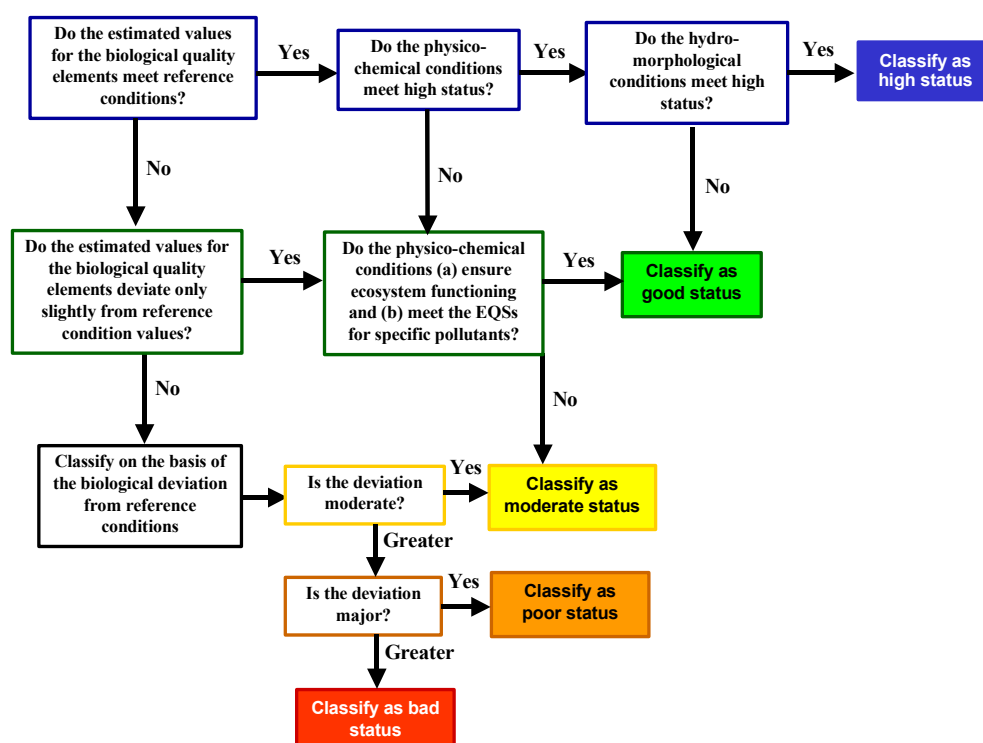 Do the estimated values
for the biological quality
elements meet reference
conditions?
Yes
Do the physico-
chemical conditions
meet high status?
Yes
Do the hydro-
morphological
conditions meet high
status?
Yes
Classify as
high status
No
No
No
Do the estimated values for
the biological quality
elements deviate only
slightly from reference
condition values?
Yes
Do the physico-chemical
conditions (a) ensure
ecosystem functioning
and (b) meet the EQSs
for specific pollutants?
Yes
Classify as
good status
No
No
Classify on the basis of
the biological deviation
from reference
conditions
Is the deviation
moderate?
Yes
Classify as
moderate status
Greater
Is the deviation
major?
Yes
Classify as
poor status
Greater
Classify as bad
status